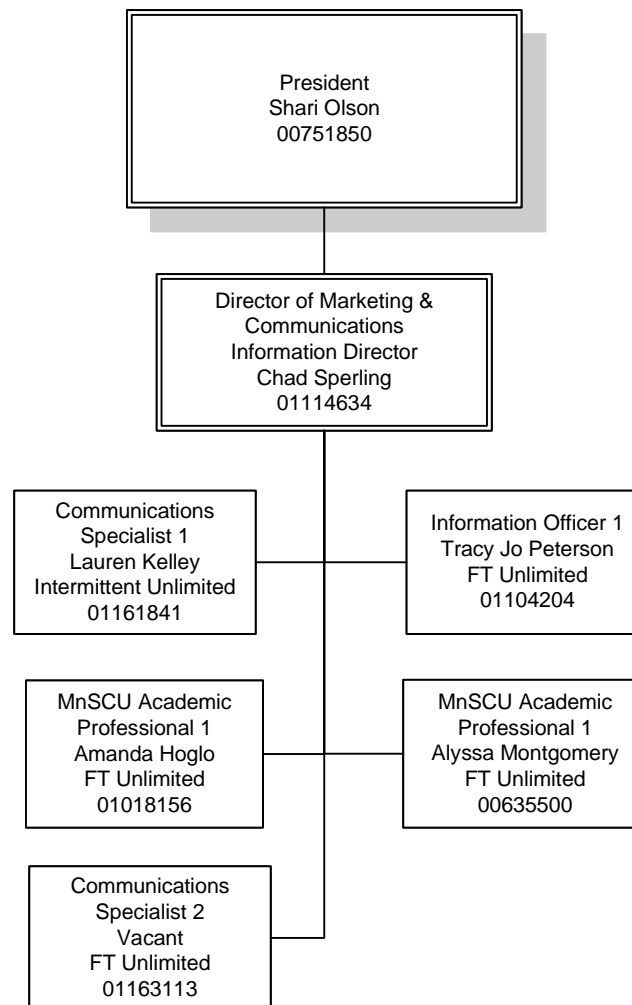 President
Shari Olson
00751850
Director of Marketing &
Communications
Information Director
Chad Sperling
01114634
Communications
Specialist 1
Lauren Kelley
Intermittent Unlimited
01161841
Information Officer 1
Tracy Jo Peterson
FT Unlimited
01104204
MnSCU Academic
Professional 1
Amanda Hoglo
FT Unlimited
01018156
MnSCU Academic
Professional 1
Alyssa Montgomery
FT Unlimited
00635500
Communications
Specialist 2
Vacant
FT Unlimited
01163113